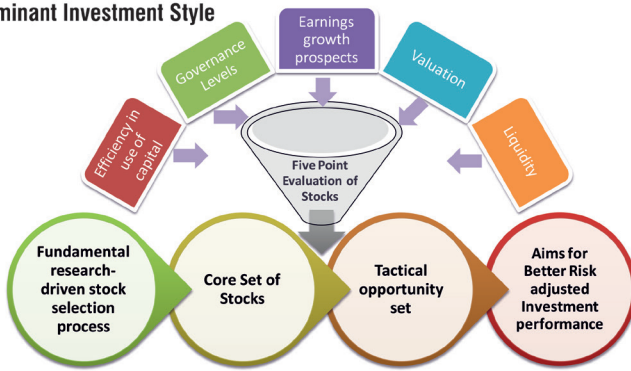 minant Investment Style
Efficiency in
use of
capital
Governance
Levels
Earnings
growth
prospects
Valuation
Liquidity
Five Point
Evaluation of
Stocks
Fundamental
research-
driven stock
selection
process
Core Set of
Stocks
Tactical
opportunity
set
Aims for
Better Risk
adjusted
Investment
performance